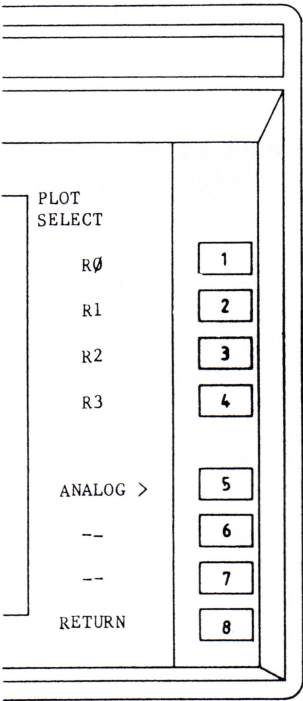 PLOT
SELECT
RØ 1
R1 2
R2 3
R3 4
ANALOG > 5
-- 6
-- 7
RETURN 8